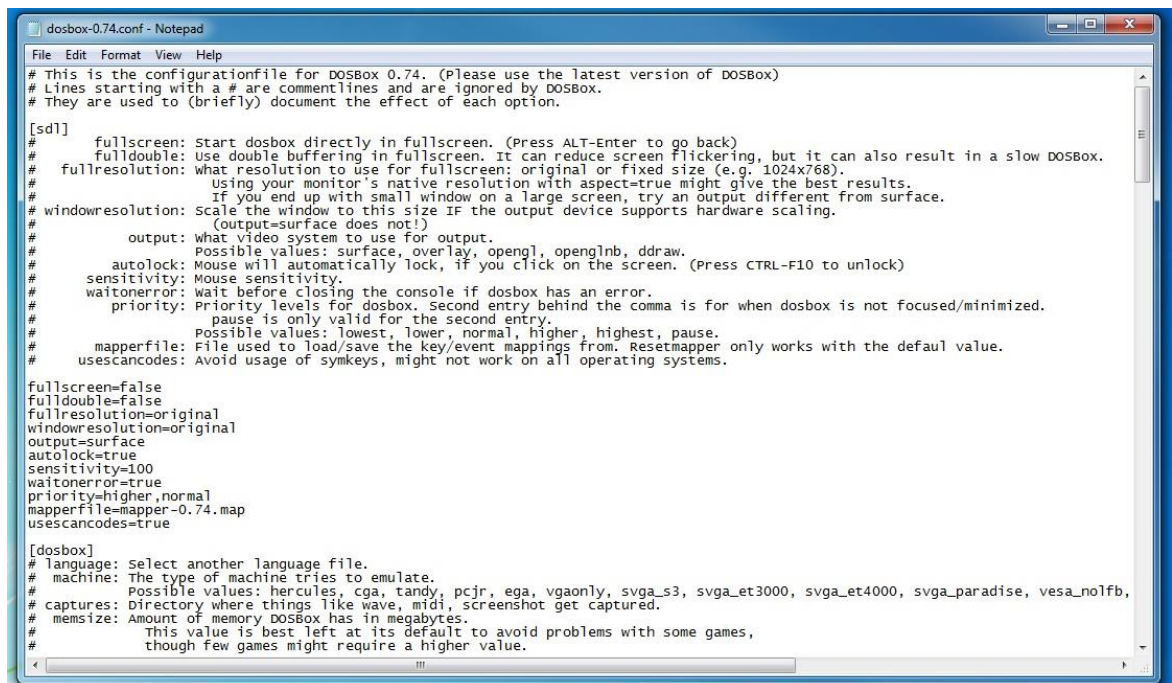 dosbox-0.74.conf - Notepad
File Edit Format View Help
# This is the configurationfile for DOSBox 0.74. (Please use the latest version of DOSBox)
# Lines starting with a # are commentlines and are ignored by DOSBox.
# They are used to (briefly) document the effect of each option.
[sdl]
# fullscreen: Start dosbox directly in fullscreen. (Press ALT-Enter to go back)
# fulldouble: Use double buffering in fullscreen. It can reduce screen flickering, but it can also result in a slow DOSBox.
# fullresolution: What resolution to use for fullscreen: original or fixed size (e.g. 1024x768).
# Using your monitor's native resolution with aspect=true might give the best results.
# If you end up with small window on a large screen, try an output different from surface.
# windowresolution: Scale the window to this size IF the output device supports hardware scaling.
# (output=surface does not!)
# output: What video system to use for output.
# Possible values: surface, overlay, opengl, openglnb, ddraw.
# autolock: Mouse will automatically lock, if you click on the screen. (Press CTRL-F10 to unlock)
# sensitivity: Mouse sensitivity.
# waitonerror: Wait before closing the console if dosbox has an error.
# priority: Priority levels for dosbox. Second entry behind the comma is for when dosbox is not focused/minimized.
# pause is only valid for the second entry.
# Possible values: lowest, lower, normal, higher, highest, pause.
# mapperfile: File used to load/save the key/event mappings from. Resetmapper only works with the defaul value.
# usescancodes: Avoid usage of symkeys, might not work on all operating systems.
fullscreen=false
fulldouble=false
fullresolution=original
windowresolution=original
output=surface
autolock=true
sensitivity=100
waitonerror=true
priority=higher,normal
mapperfile=mapper-0.74.map
usescancodes=true
[dosbox]
# language: Select another language file.
# machine: The type of machine tries to emulate.
# Possible values: hercules, cga, tandy, pcjr, ega, vgaonly, svga_s3, svga_et3000, svga_et4000, svga_paradise, vesa_nolfb,
# captures: Directory where things like wave, midi, screenshot get captured.
# memsize: Amount of memory DOSBox has in megabytes.
# This value is best left at its default to avoid problems with some games,
# though few games might require a higher value.